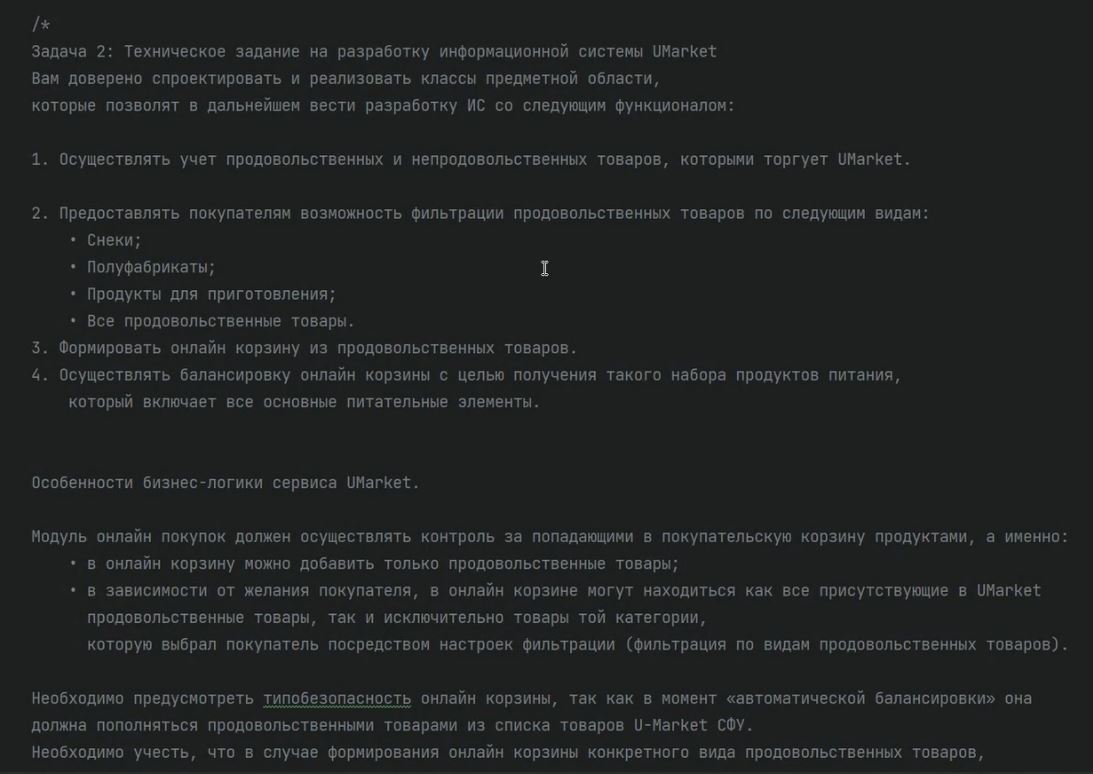 /*
Задача 2: Техническое задание на разработку информационной системы UMarket
Вам доверено спроектировать и реализовать классы предметной области,
которые позволят в дальнейшем вести разработку ИС со следующим функционалом:
1. Осуществлять учет продовольственных и непродовольственных товаров, которыми торгует UMarket.
2. Предоставлять покупателям возможность фильтрации продовольственных товаров по следующим видам:
• Снеки;
• Полуфабрикаты;
• Продукты для приготовления;
• Все продовольственные товары.
3. Формировать онлайн корзину из продовольственных товаров.
4. Осуществлять балансировку онлайн корзины с целью получения такого набора продуктов питания,
который включает все основные питательные элементы.
Особенности бизнес-логики сервиса UMarket.
Модуль онлайн покупок должен осуществлять контроль за попадающими в покупательскую корзину продуктами, а именно:
• в онлайн корзину можно добавить только продовольственные товары;
• в зависимости от желания покупателя, в онлайн корзине могут находиться как все присутствующие в UMarket
продовольственные товары, так и исключительно товары той категории,
которую выбрал покупатель посредством настроек фильтрации (фильтрация по видам продовольственных товаров).
Необходимо предусмотреть типобезопасность онлайн корзины, так как в момент «автоматической балансировки» она
должна пополняться продовольственными товарами из списка товаров U-Market СФУ.
Необходимо учесть, что в случае формирования онлайн корзины конкретного вида продовольственных товаров,